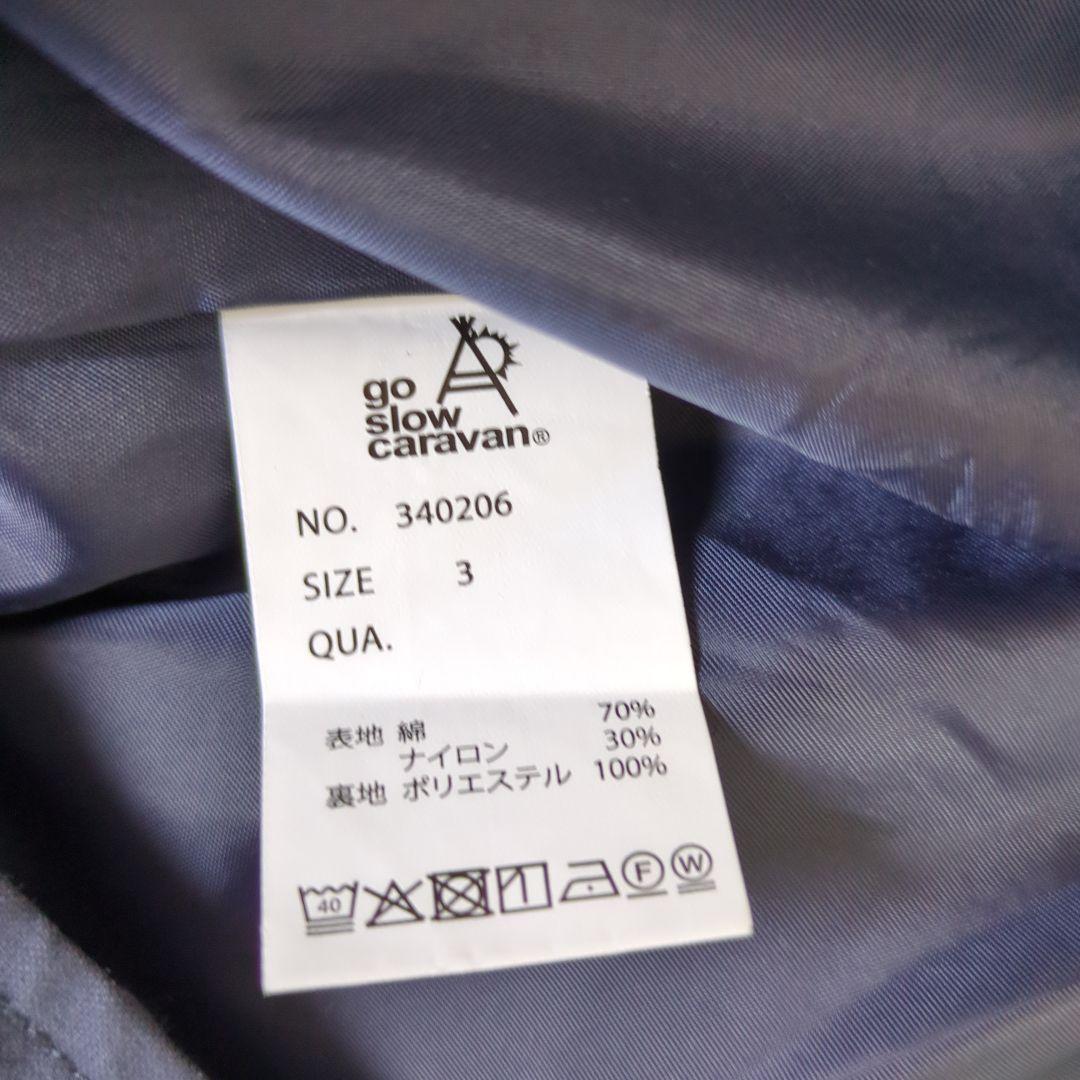 go
slow
caravan®
NO. 340206
SIZE 3
QUA.
表地 綿 70%
ナイロン 30%
裏地 ポリエステル 100%
40 F W